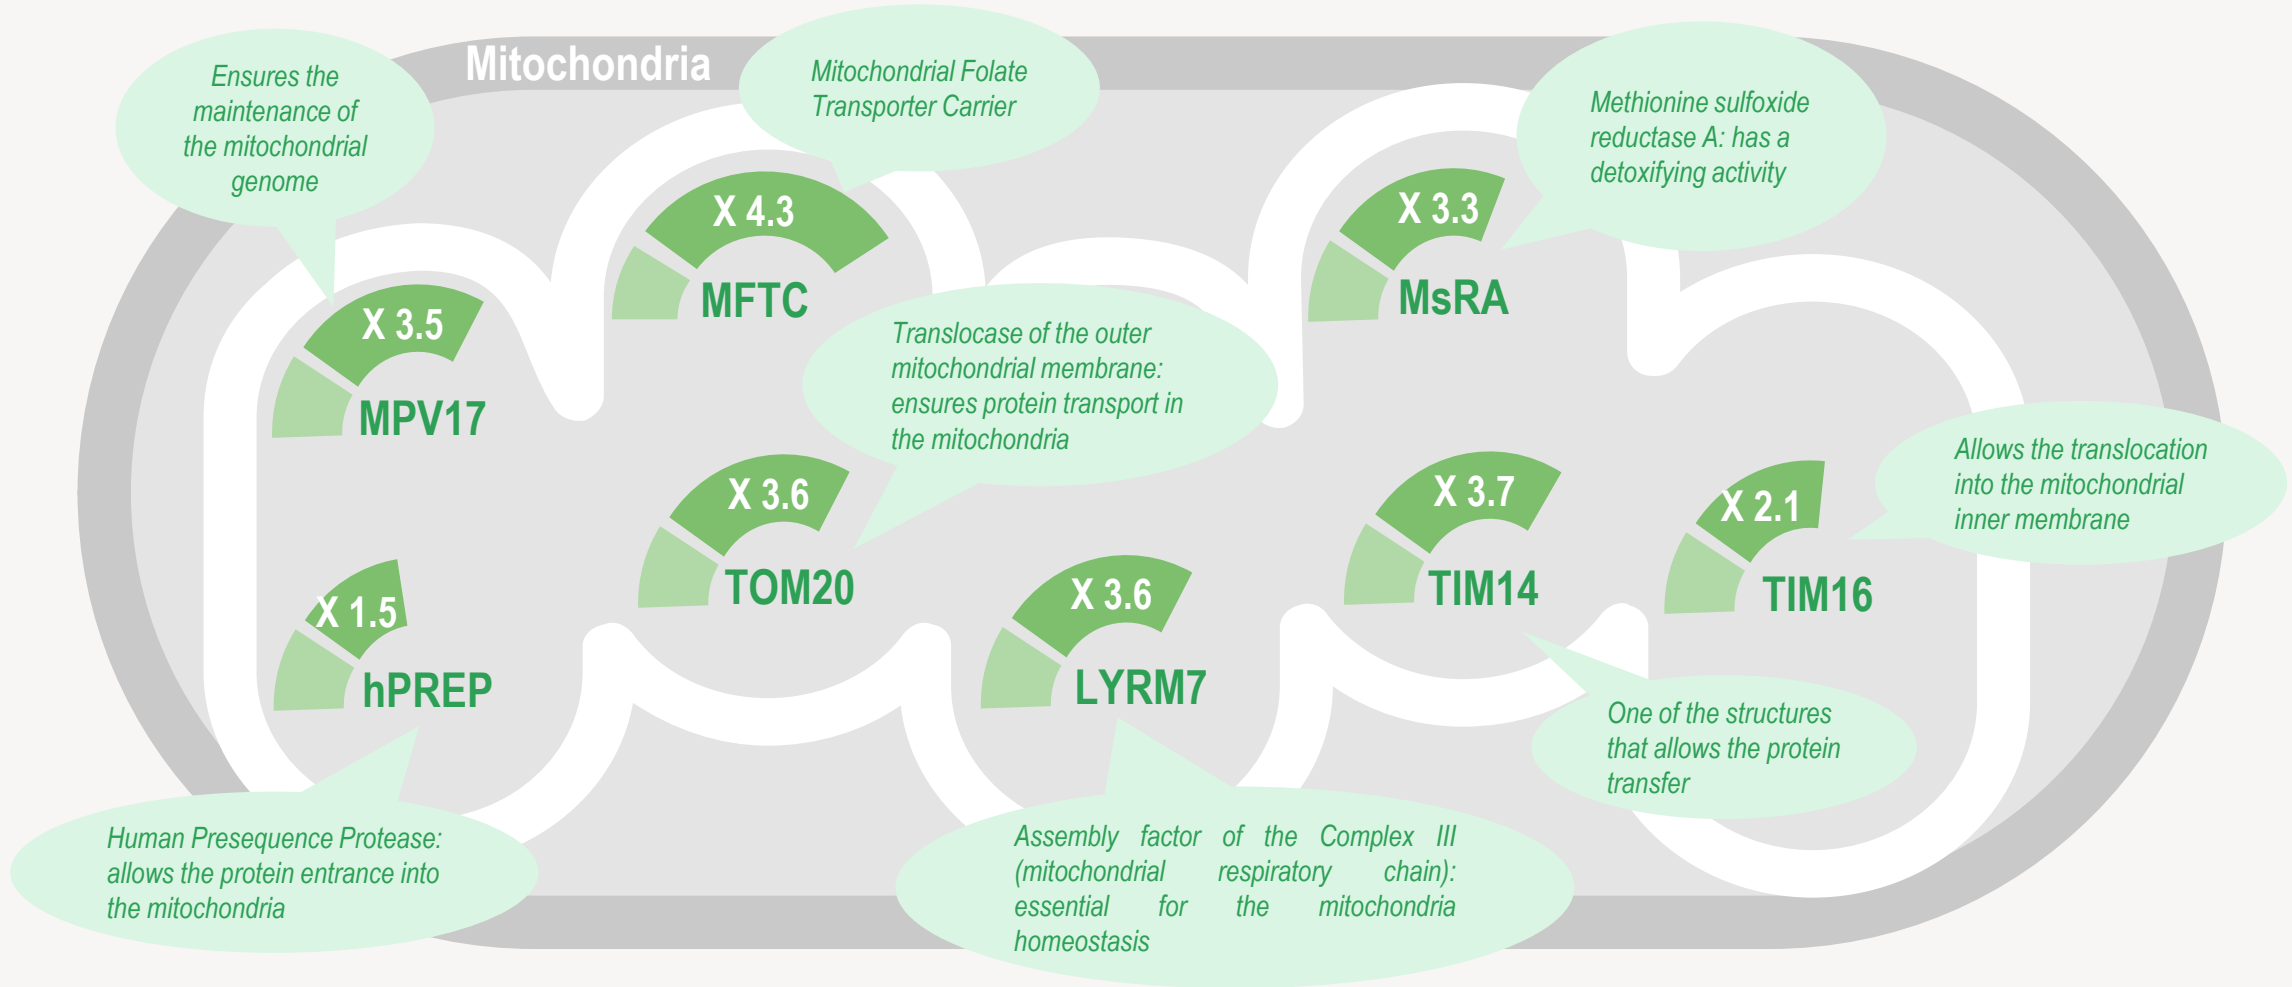 Mitochondria
Ensures the
maintenance of
the mitochondrial
genome
X 3.5
MPV17
Mitochondrial Folate
Transporter Carrier
X 4.3
MFTC
Methionine sulfoxide
reductase A: has a
detoxifying activity
X 3.3
MsRA
Translocase of the outer
mitochondrial membrane:
ensures protein transport in
the mitochondria
X 3.6
TOM20
X 3.7
TIM14
One of the structures
that allows the protein
transfer
Allows the translocation
into the mitochondrial
inner membrane
X 2.1
TIM16
X 1.5
hPREP
Human Presequence Protease:
allows the protein entrance into
the mitochondria
X 3.6
LYRM7
Assembly factor of the Complex III
(mitochondrial respiratory chain):
essential for the mitochondria
homeostasis